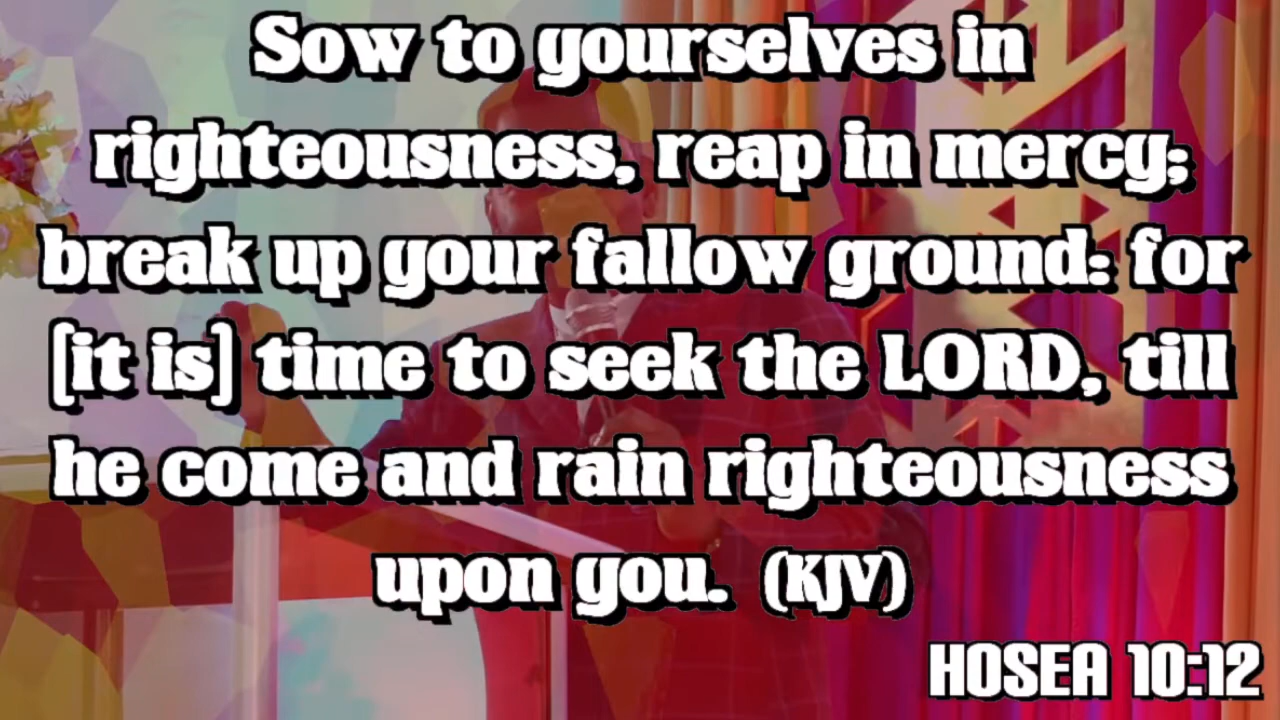 Sow to yourselves in
righteousness, reap in mercy;
break up your fallow ground: for
[it is] time to seek the LORD, till
he come and rain righteousness
upon you. (KJV)
HOSEA 10:12